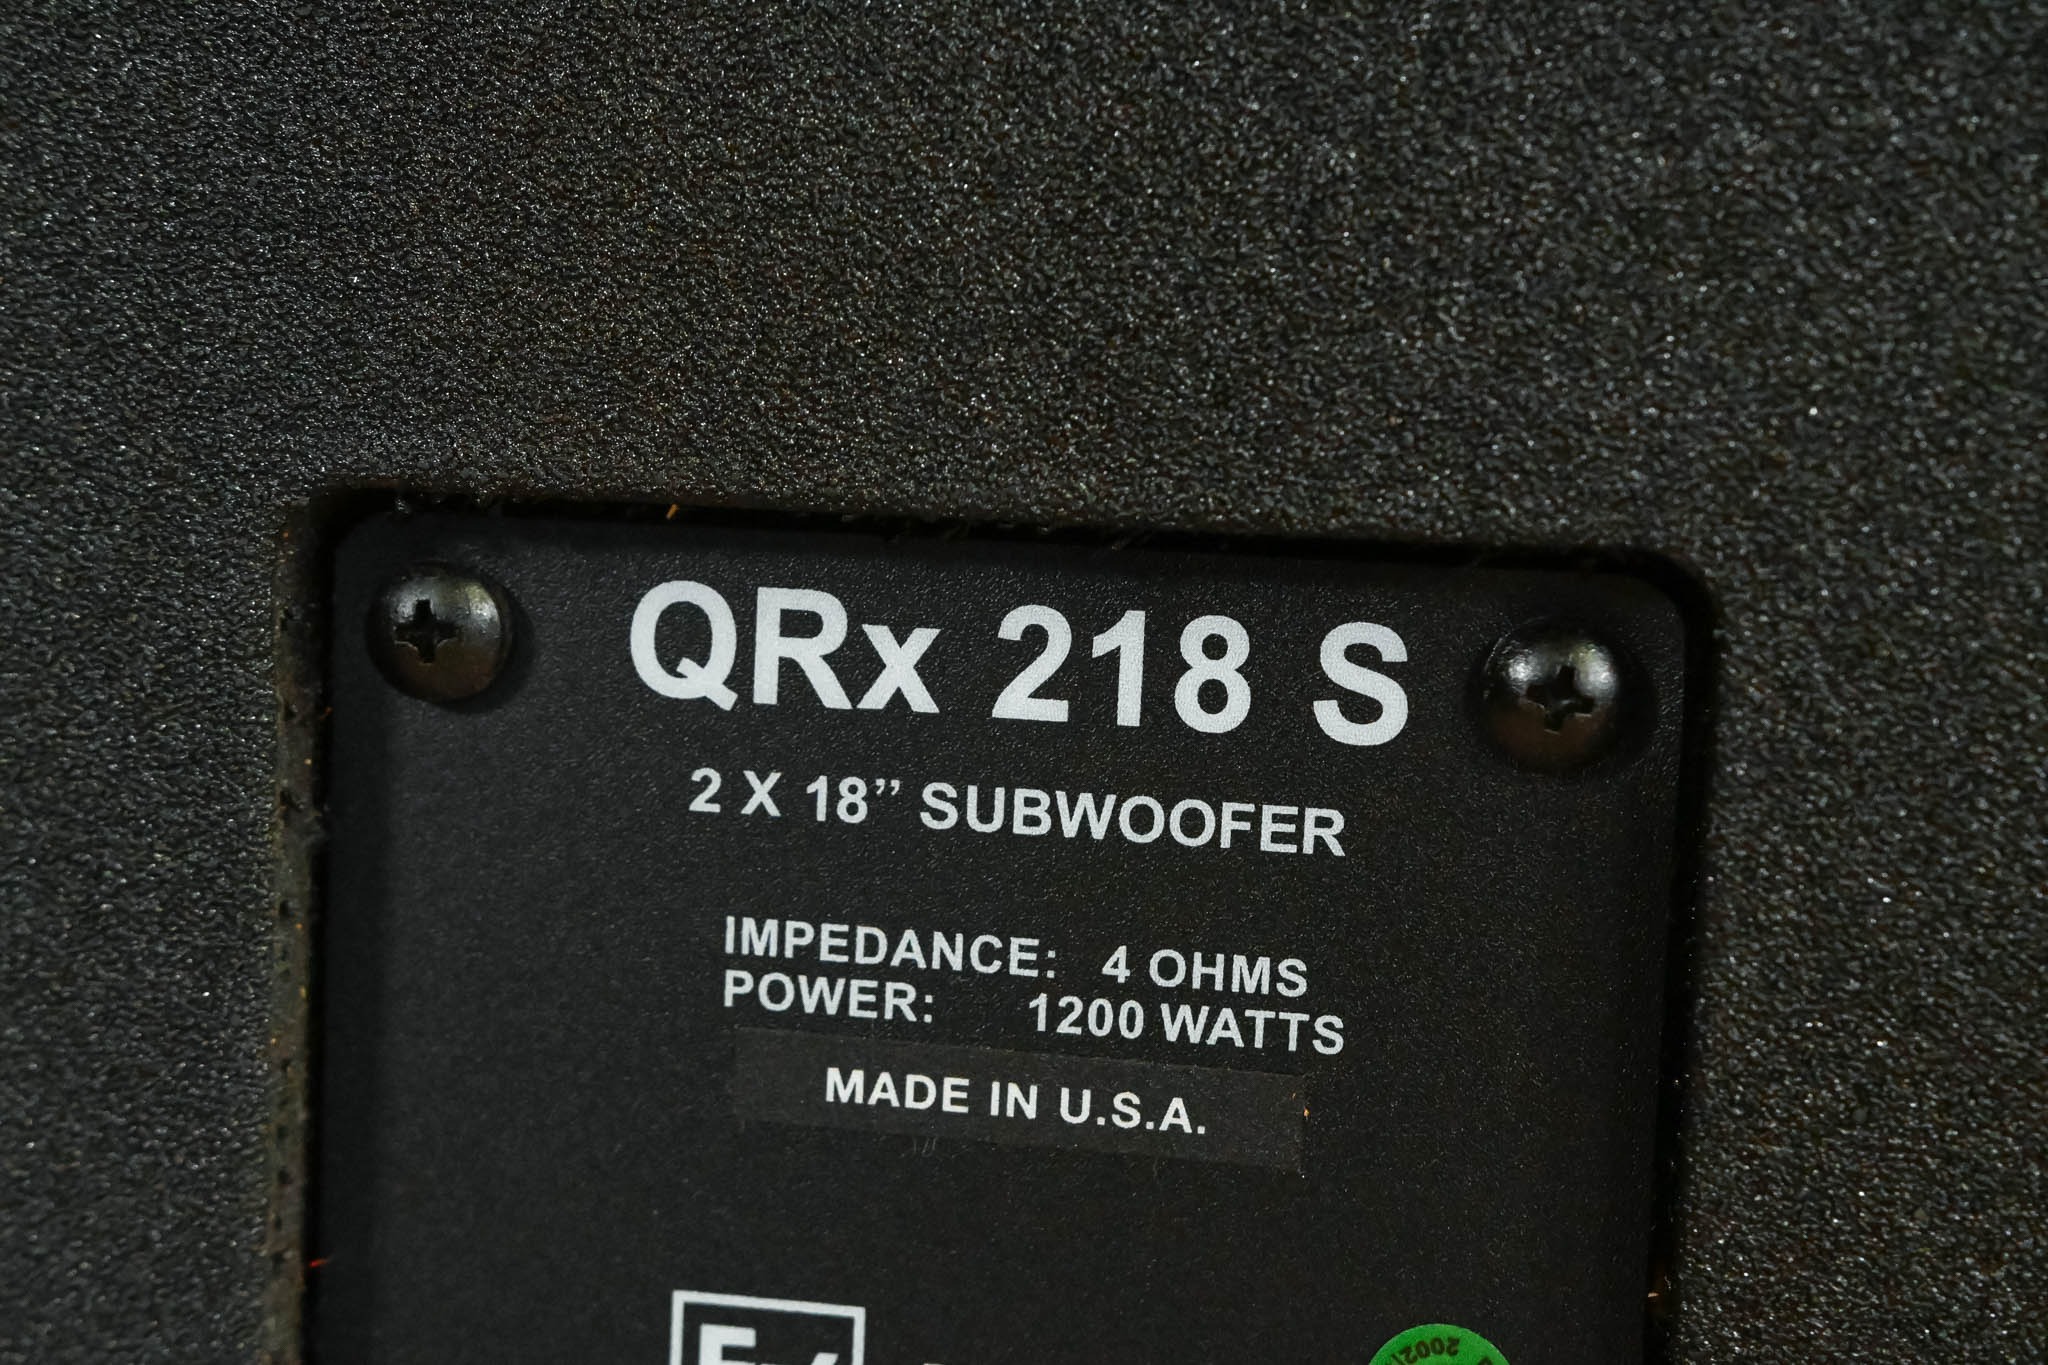 QRx 218 S
2 X 18” SUBWOOFER
IMPEDANCE: 4 OHMS
POWER: 1200 WATTS
MADE IN U.S.A.